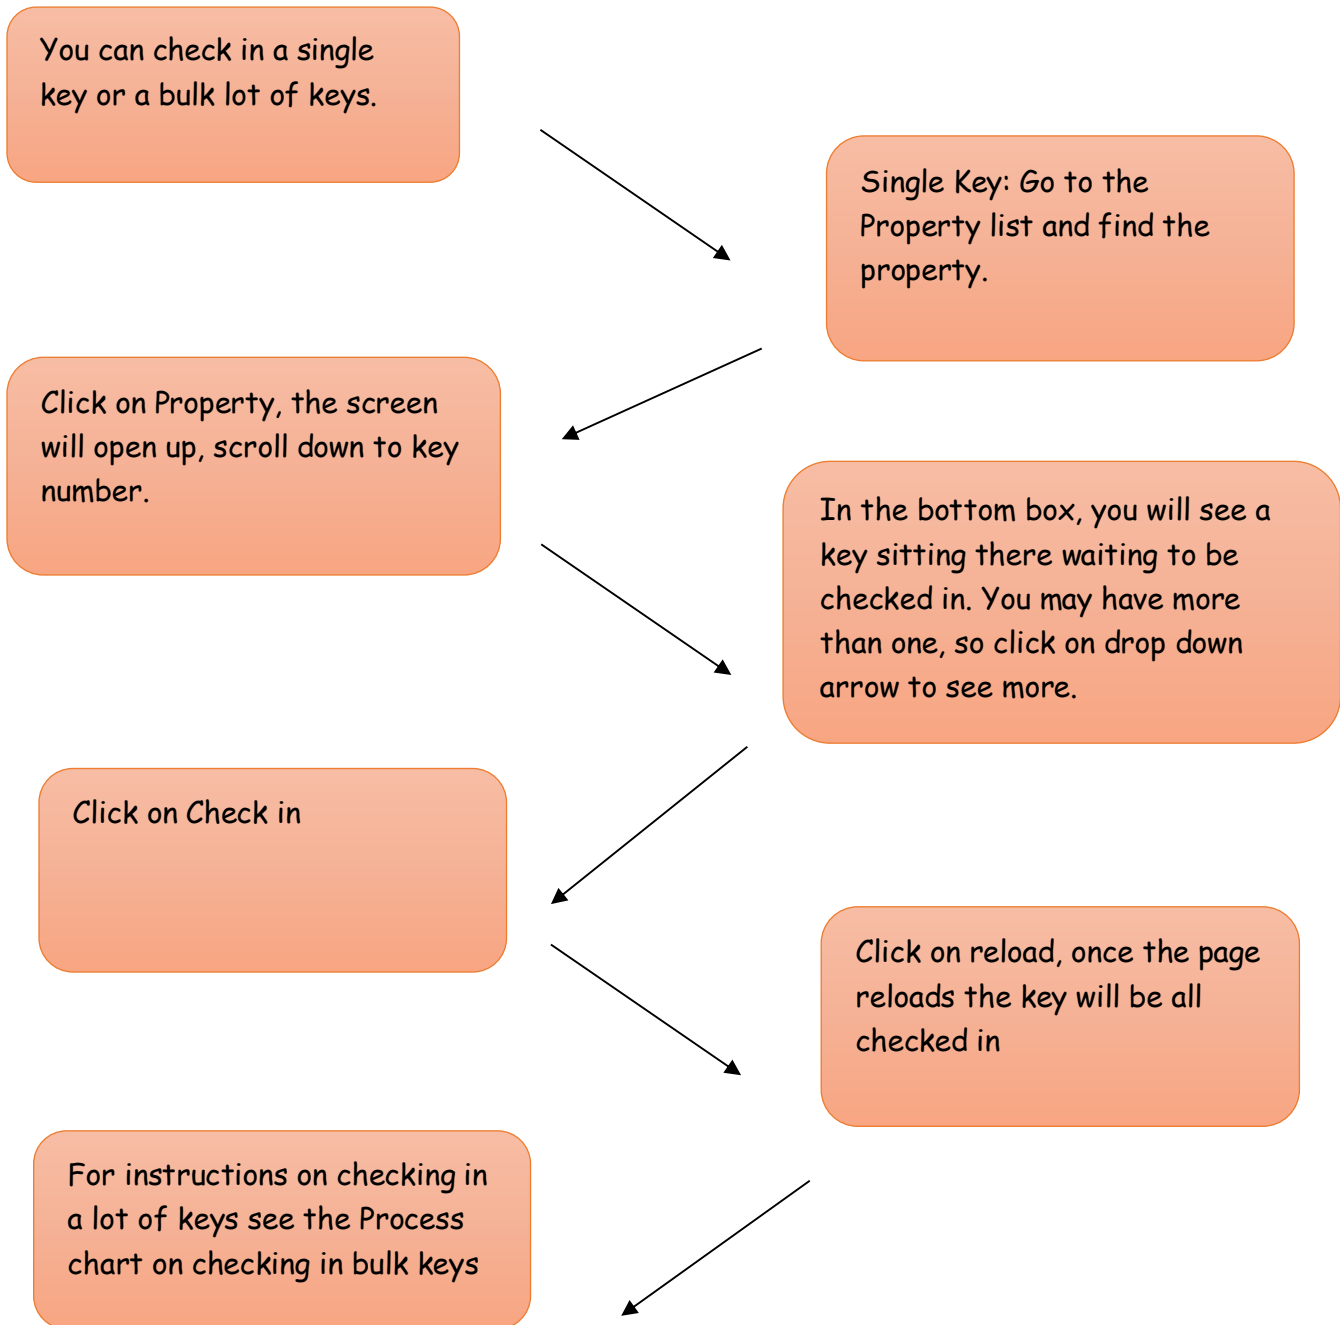 You can check in a single
key or a bulk lot of keys.
Single Key: Go to the
Property list and find the
property.
Click on Property, the screen
will open up, scroll down to key
number.
In the bottom box, you will see a
key sitting there waiting to be
checked in. You may have more
than one, so click on drop down
arrow to see more.
Click on Check in
Click on reload, once the page
reloads the key will be all
checked in
For instructions on checking in
a lot of keys see the Process
chart on checking in bulk keys